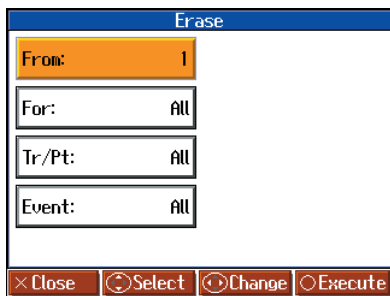 Erase
From: 1
For: All
Tr/Pt: All
Event: All
× Close Select Change Execute